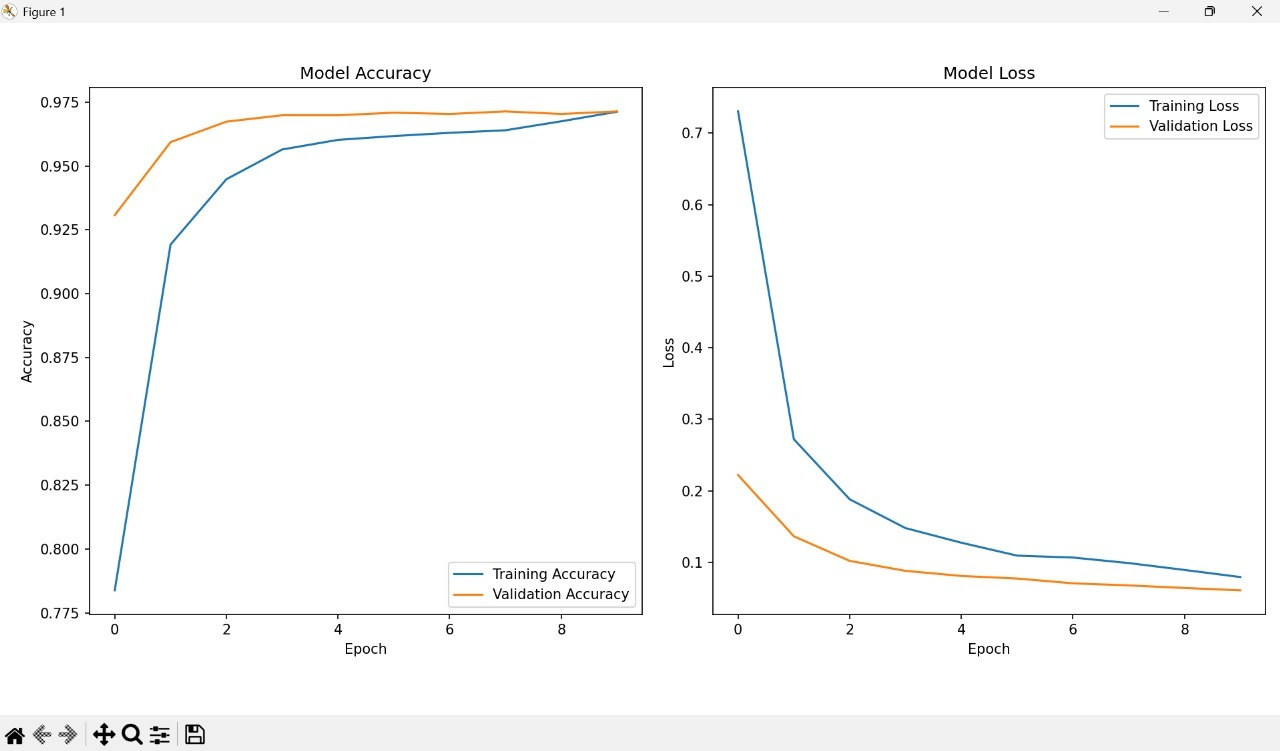 Figure 1
Model Accuracy
0.975
0.950
0.925
0.900
0.875
0.850
0.825
0.800
0.775
Accuracy
Training Accuracy
Validation Accuracy
0 2 4 6 8
Epoch
Model Loss
Training Loss
Validation Loss
0.7
0.6
0.5
0.4
0.3
0.2
0.1
Loss
0 2 4 6 8
Epoch